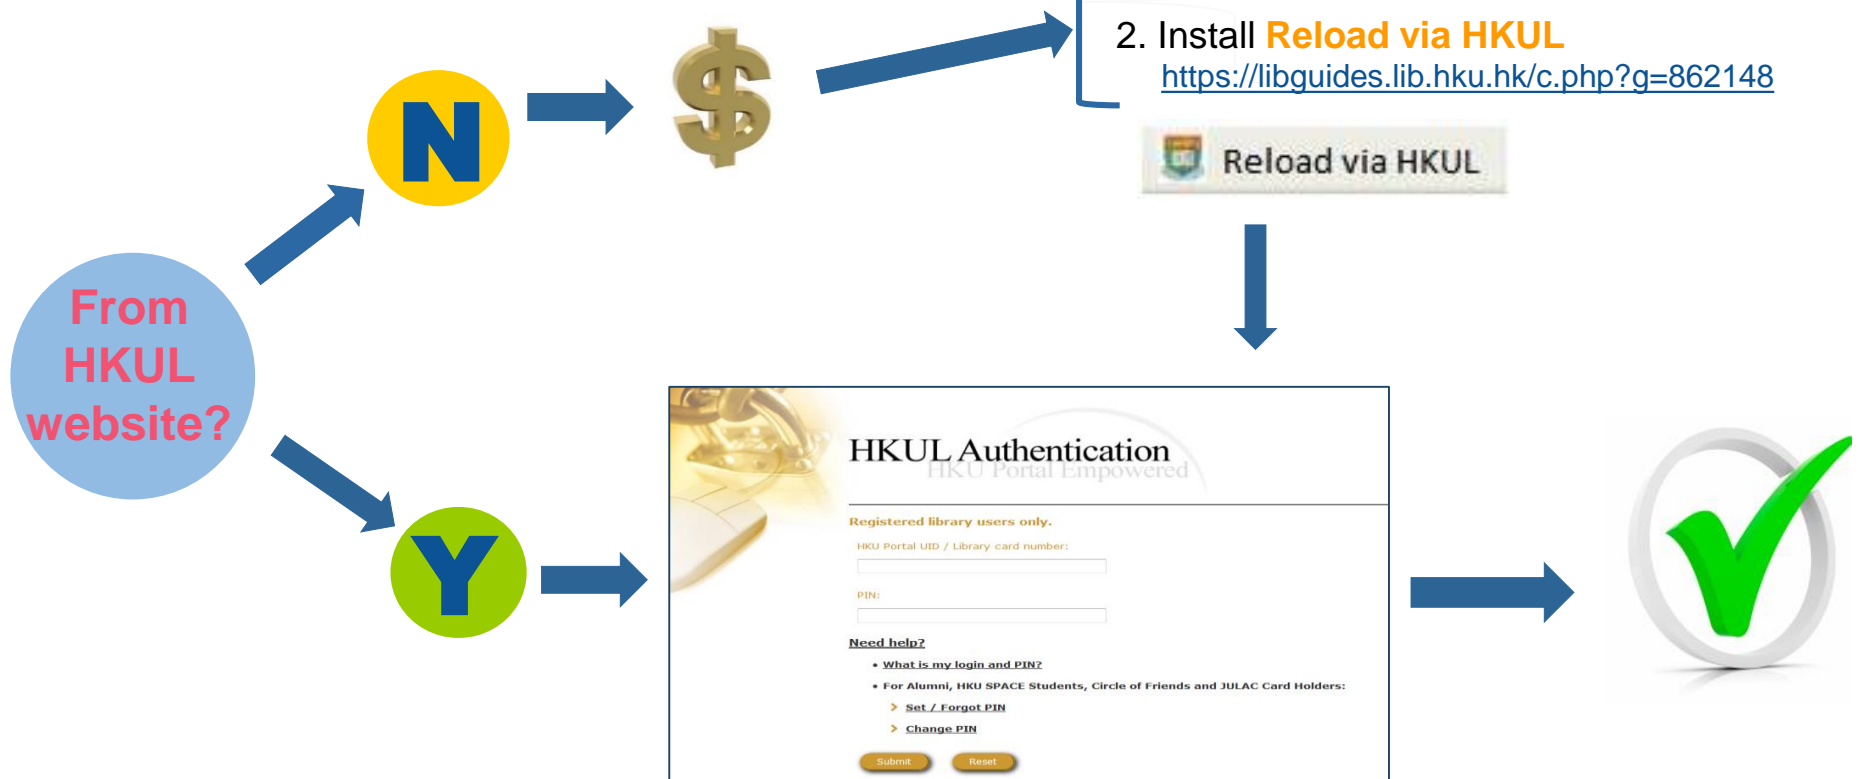 2. Install Reload via HKUL
https://libguides.lib.hku.hk/c.php?g=862148
N
$
Reload via HKUL
From
HKUL
website?
Y
HKUL Authentication
HKU Portal Empowered
Registered library users only.
HKU Portal UID / Library card number:
PIN:
Need help?
• What is my login and PIN?
• For Alumni, HKU SPACE Students, Circle of Friends and JULAC Card Holders:
> Set / Forgot PIN
> Change PIN
Submit Reset